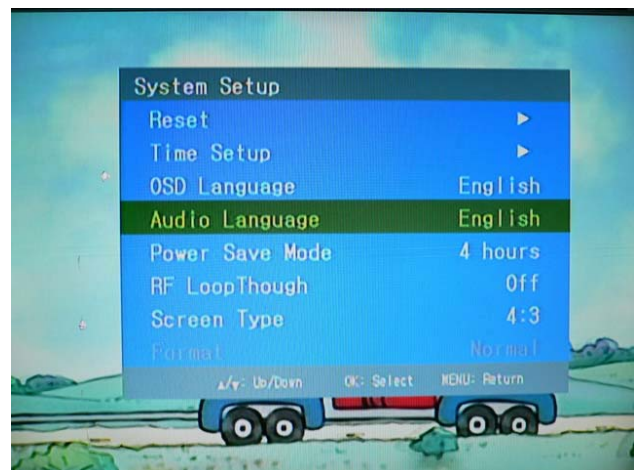 System Setup
Reset ▶
Time Setup ▶
OSD Language English
Audio Language English
Power Save Mode 4 hours
RF LoopThough Off
Screen Type 4:3
Format Normal
▲/▼: Up/Down OK: Select MENU: Return